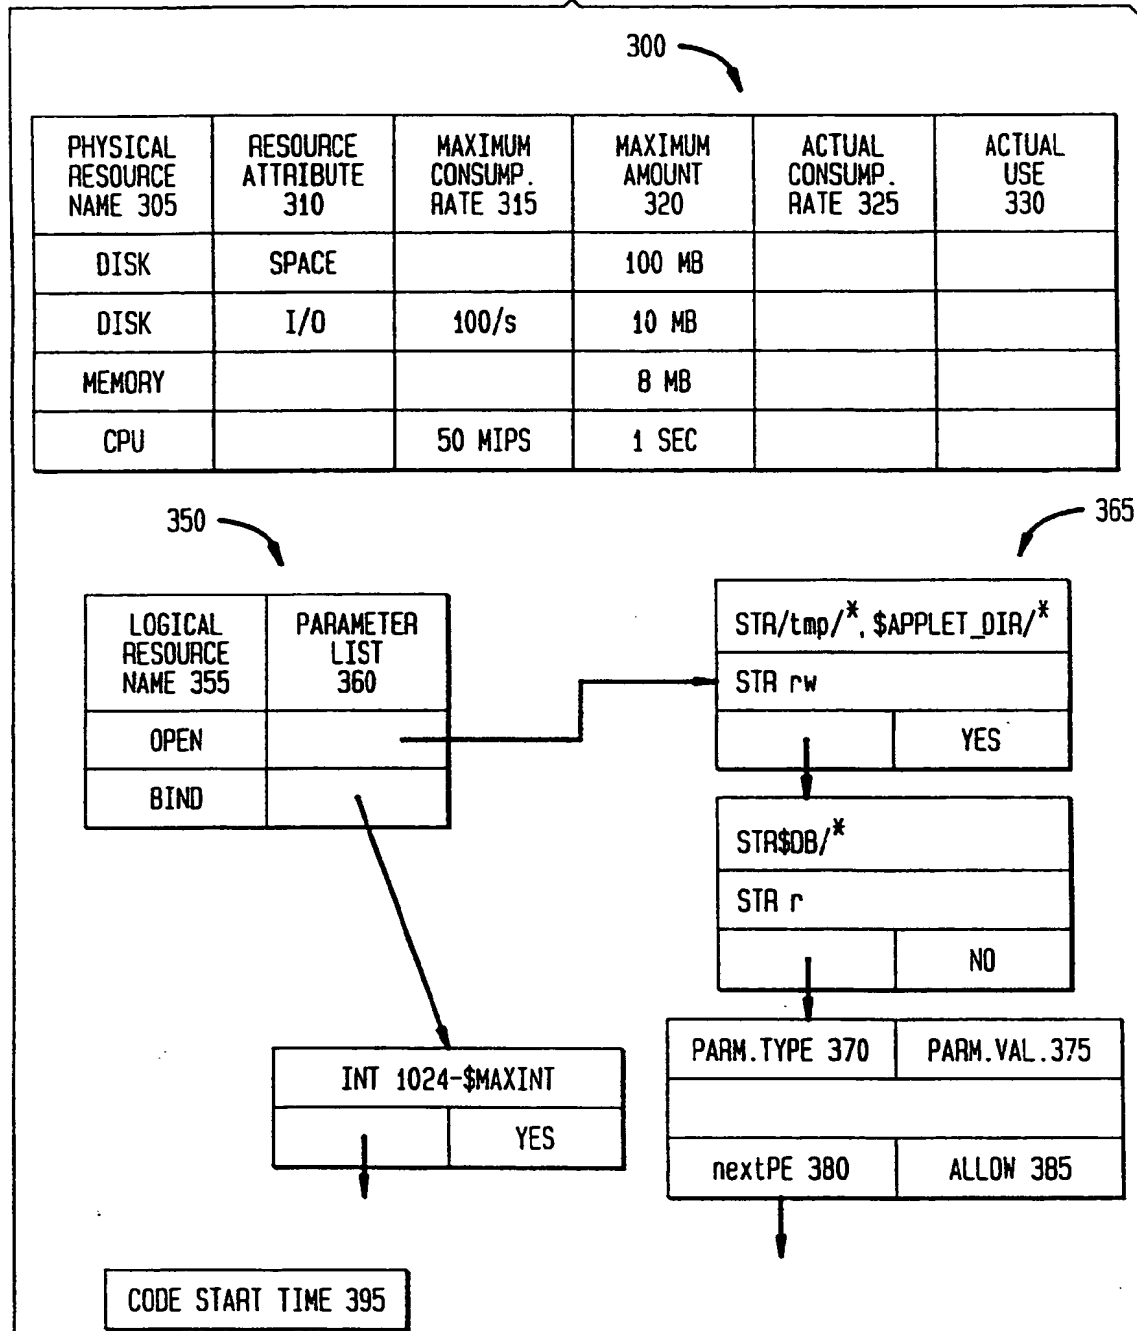 300
PHYSICAL RESOURCE NAME 305
RESOURCE ATTRIBUTE 310
MAXIMUM CONSUMP. RATE 315
MAXIMUM AMOUNT 320
ACTUAL CONSUMP. RATE 325
ACTUAL USE 330
DISK SPACE 100 MB
DISK I/O 100/s 10 MB
MEMORY 8 MB
CPU 50 MIPS 1 SEC
350
365
LOGICAL RESOURCE NAME 355
PARAMETER LIST 360
OPEN
BIND
STR/tmp/*, $APPLET_DIR/*
STR rw
YES
STR$DB/*
STR r
NO
PARM.TYPE 370 PARM.VAL.375
nextPE 380 ALLOW 385
INT 1024-$MAXINT
YES
CODE START TIME 395